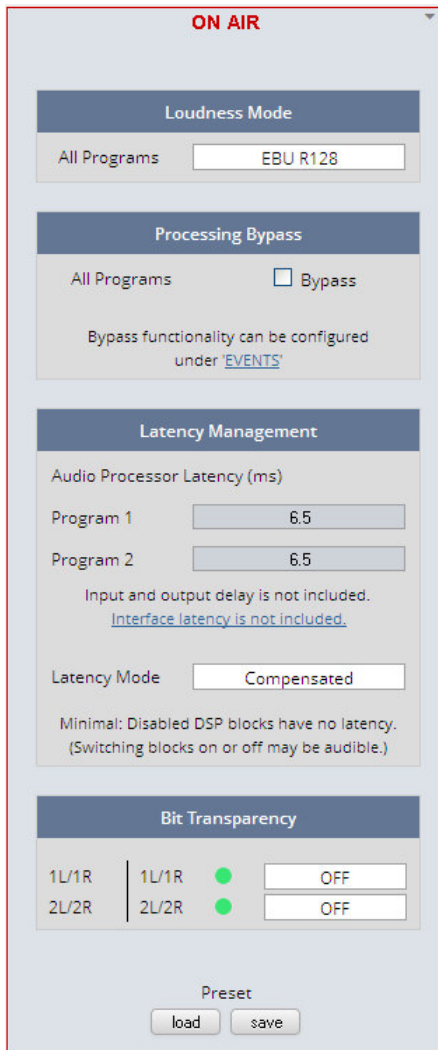 ON AIR
Loudness Mode
All Programs EBU R128
Processing Bypass
All Programs Bypass
Bypass functionality can be configured
under 'EVENTS'
Latency Management
Audio Processor Latency (ms)
Program 1 6.5
Program 2 6.5
Input and output delay is not included.
Interface latency is not included.
Latency Mode Compensated
Minimal: Disabled DSP blocks have no latency.
(Switching blocks on or off may be audible.)
Bit Transparency
1L/1R 1L/1R OFF
2L/2R 2L/2R OFF
Preset
load save